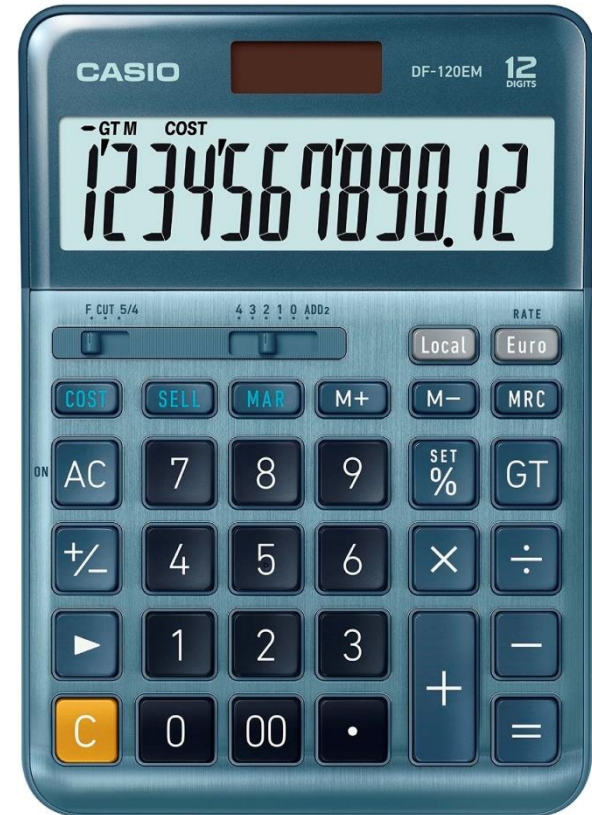 CASIO DF-120EM 12 DIGITS
GT M COST
1'234'567'890.12
F CUT 5/4 4 3 2 1 0 ADD2 RATE
Local Euro
COST SELL MAR M+ M− MRC
ON AC 7 8 9 SET % GT
+/− 4 5 6 × ÷
▶ 1 2 3 + −
C 0 00 · =